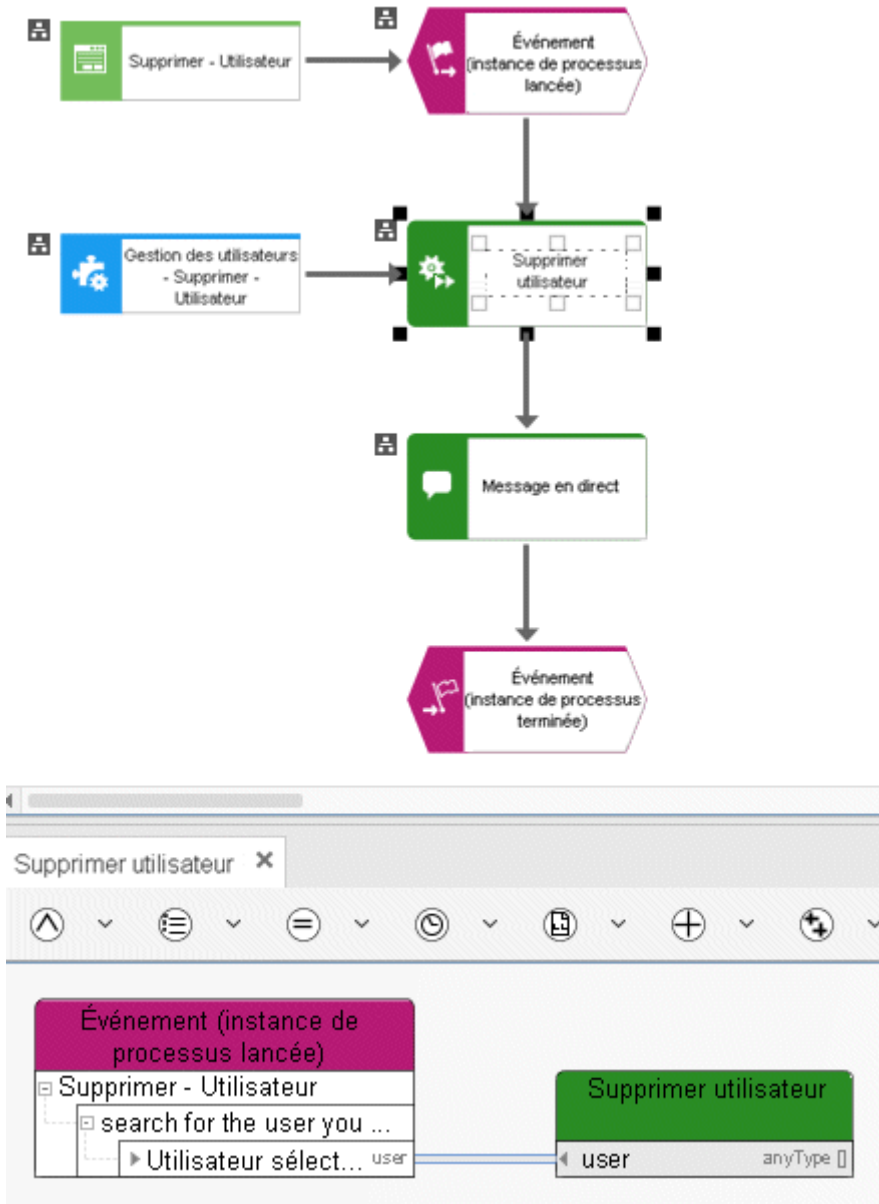 Supprimer - Utilisateur
Événement
(instance de processus
lancée)
Gestion des utilisateurs
- Supprimer -
Utilisateur
Supprimer
utilisateur
Message en direct
Événement
(instance de processus
terminée)
Supprimer utilisateur
Événement (instance de
processus lancée)
Supprimer - Utilisateur
search for the user you ...
Utilisateur sélect... user
Supprimer utilisateur
user anyType []